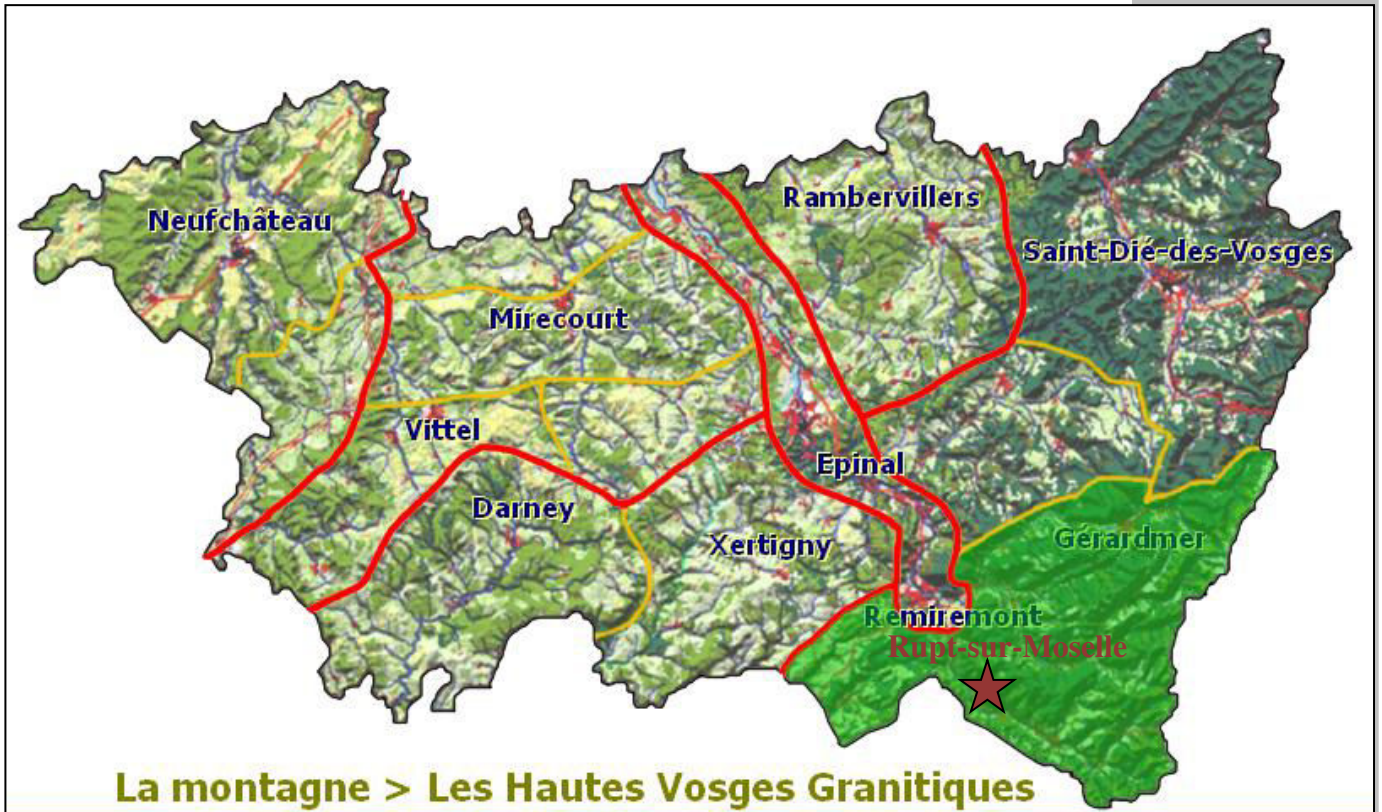 Rambervillers
Neufchâteau
Saint-Dié-des-Vosges
Mirecourt
Vittel
Epinal
Darney
Xertigny
Gérardmer
Remiremont
Rupt-sur-Moselle
La montagne > Les Hautes Vosges Granitiques